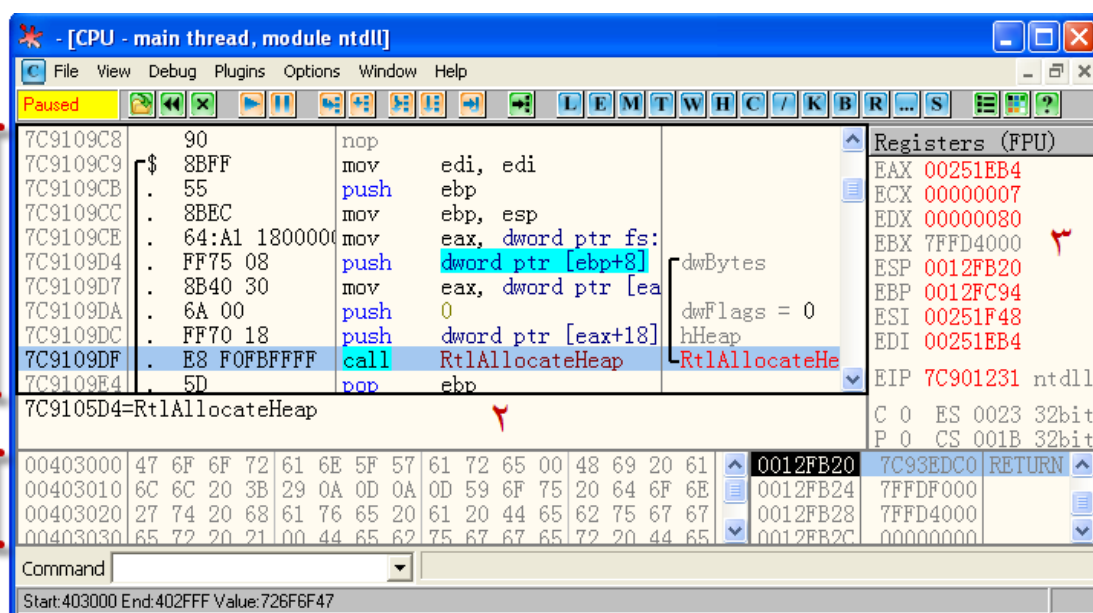 - [CPU - main thread, module ntdll]
C File View Debug Plugins Options Window Help
Paused L E M T W H C / K B R ... S ?
7C9109C8 90 nop
7C9109C9 $ 8BFF mov edi, edi
7C9109CB . 55 push ebp
7C9109CC . 8BEC mov ebp, esp
7C9109CE . 64:A1 1800000 mov eax, dword ptr fs:
7C9109D4 . FF75 08 push dword ptr [ebp+8] dwBytes
7C9109D7 . 8B40 30 mov eax, dword ptr [ea
7C9109DA . 6A 00 push 0 dwFlags = 0
7C9109DC . FF70 18 push dword ptr [eax+18] hHeap
7C9109DF . E8 F0FBFFFF call RtlAllocateHeap RtlAllocateHe
7C9109E4 . 5D pop ebp
Registers (FPU)
EAX 00251EB4
ECX 00000007
EDX 00000080
EBX 7FFD4000
ESP 0012FB20
EBP 0012FC94
ESI 00251F48
EDI 00251EB4
EIP 7C901231 ntdll
C 0 ES 0023 32bit
P 0 CS 001B 32bit
٣
7C9105D4=RtlAllocateHeap
٢
00403000 47 6F 6F 72 61 6E 5F 57 61 72 65 00 48 69 20 61
00403010 6C 6C 20 3B 29 0A 0D 0A 0D 59 6F 75 20 64 6F 6E
00403020 27 74 20 68 61 76 65 20 61 20 44 65 62 75 67 67
00403030 65 72 20 21 00 44 65 62 75 67 67 65 72 20 44 65
0012FB20 7C93EDC0 RETURN
0012FB24 7FFDF000
0012FB28 7FFD4000
0012FB2C 00000000
Command
Start:403000 End:402FFF Value:726F6F47